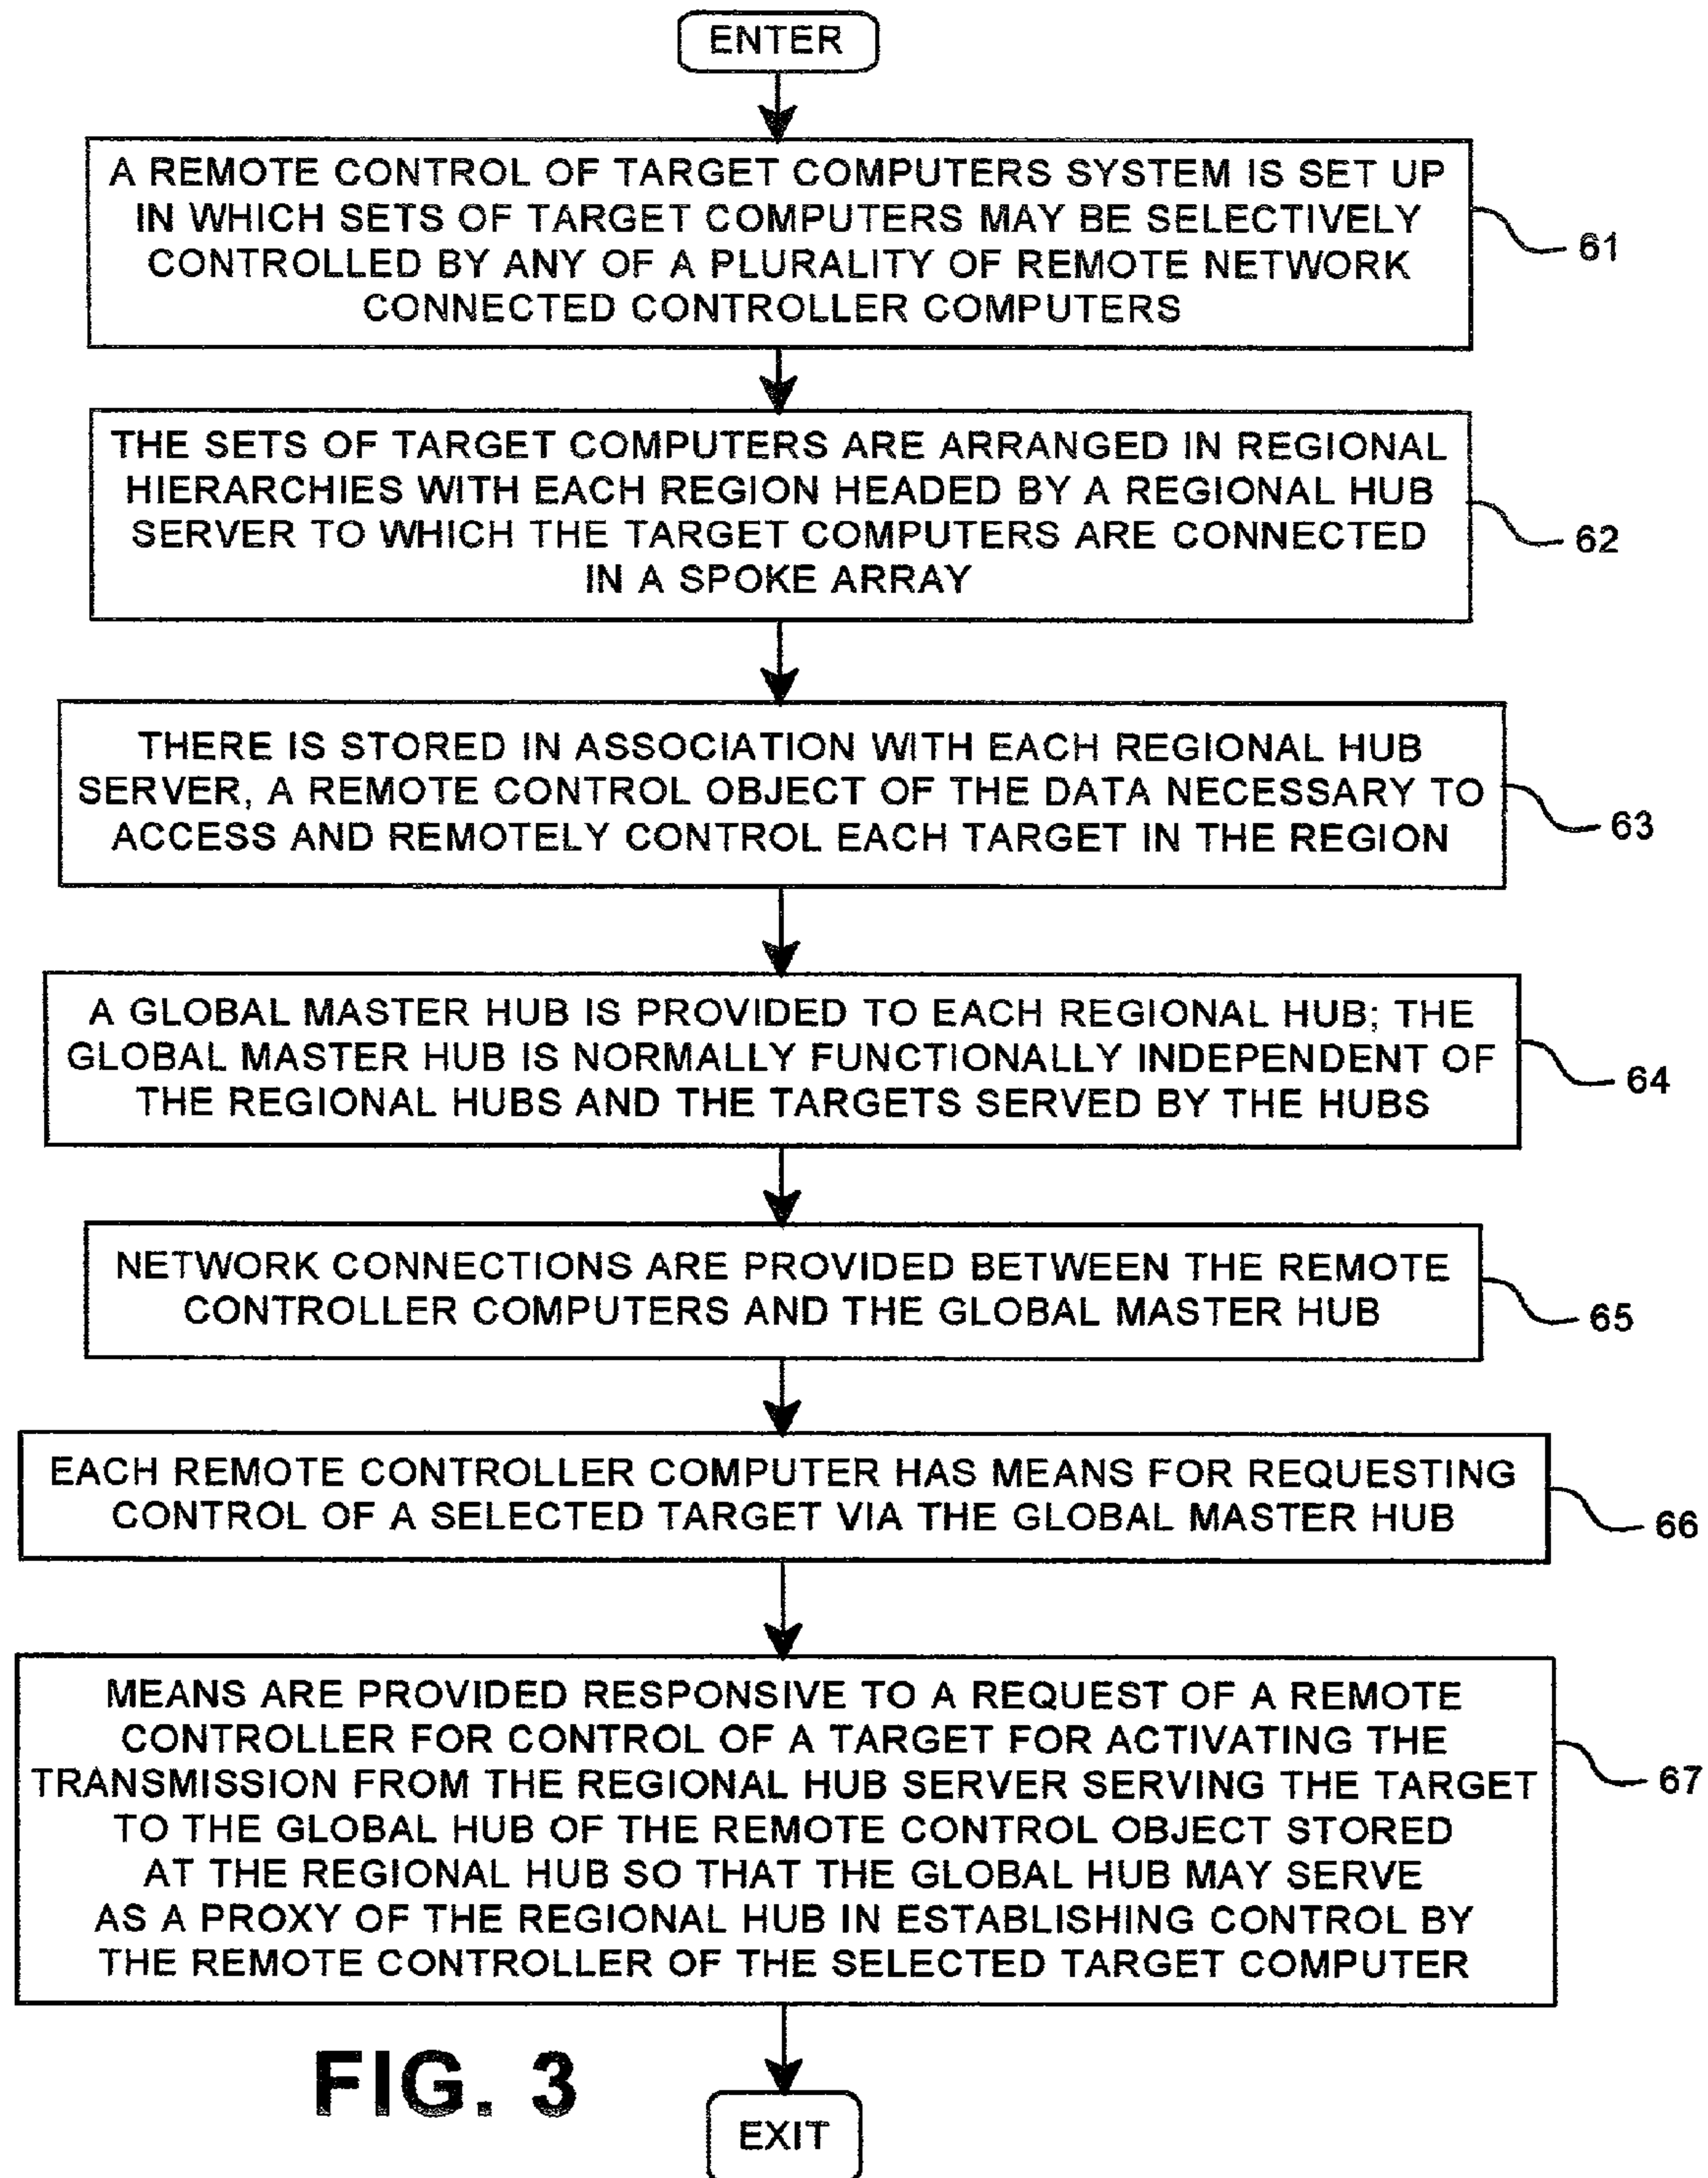 ENTER
A REMOTE CONTROL OF TARGET COMPUTERS SYSTEM IS SET UP
IN WHICH SETS OF TARGET COMPUTERS MAY BE SELECTIVELY
CONTROLLED BY ANY OF A PLURALITY OF REMOTE NETWORK
CONNECTED CONTROLLER COMPUTERS
61
THE SETS OF TARGET COMPUTERS ARE ARRANGED IN REGIONAL
HIERARCHIES WITH EACH REGION HEADED BY A REGIONAL HUB
SERVER TO WHICH THE TARGET COMPUTERS ARE CONNECTED
IN A SPOKE ARRAY
62
THERE IS STORED IN ASSOCIATION WITH EACH REGIONAL HUB
SERVER, A REMOTE CONTROL OBJECT OF THE DATA NECESSARY TO
ACCESS AND REMOTELY CONTROL EACH TARGET IN THE REGION
63
A GLOBAL MASTER HUB IS PROVIDED TO EACH REGIONAL HUB; THE
GLOBAL MASTER HUB IS NORMALLY FUNCTIONALLY INDEPENDENT OF
THE REGIONAL HUBS AND THE TARGETS SERVED BY THE HUBS
64
NETWORK CONNECTIONS ARE PROVIDED BETWEEN THE REMOTE
CONTROLLER COMPUTERS AND THE GLOBAL MASTER HUB
65
EACH REMOTE CONTROLLER COMPUTER HAS MEANS FOR REQUESTING
CONTROL OF A SELECTED TARGET VIA THE GLOBAL MASTER HUB
66
MEANS ARE PROVIDED RESPONSIVE TO A REQUEST OF A REMOTE
CONTROLLER FOR CONTROL OF A TARGET FOR ACTIVATING THE
TRANSMISSION FROM THE REGIONAL HUB SERVER SERVING THE TARGET
TO THE GLOBAL HUB OF THE REMOTE CONTROL OBJECT STORED
AT THE REGIONAL HUB SO THAT THE GLOBAL HUB MAY SERVE
AS A PROXY OF THE REGIONAL HUB IN ESTABLISHING CONTROL BY
THE REMOTE CONTROLLER OF THE SELECTED TARGET COMPUTER
67
FIG. 3
EXIT